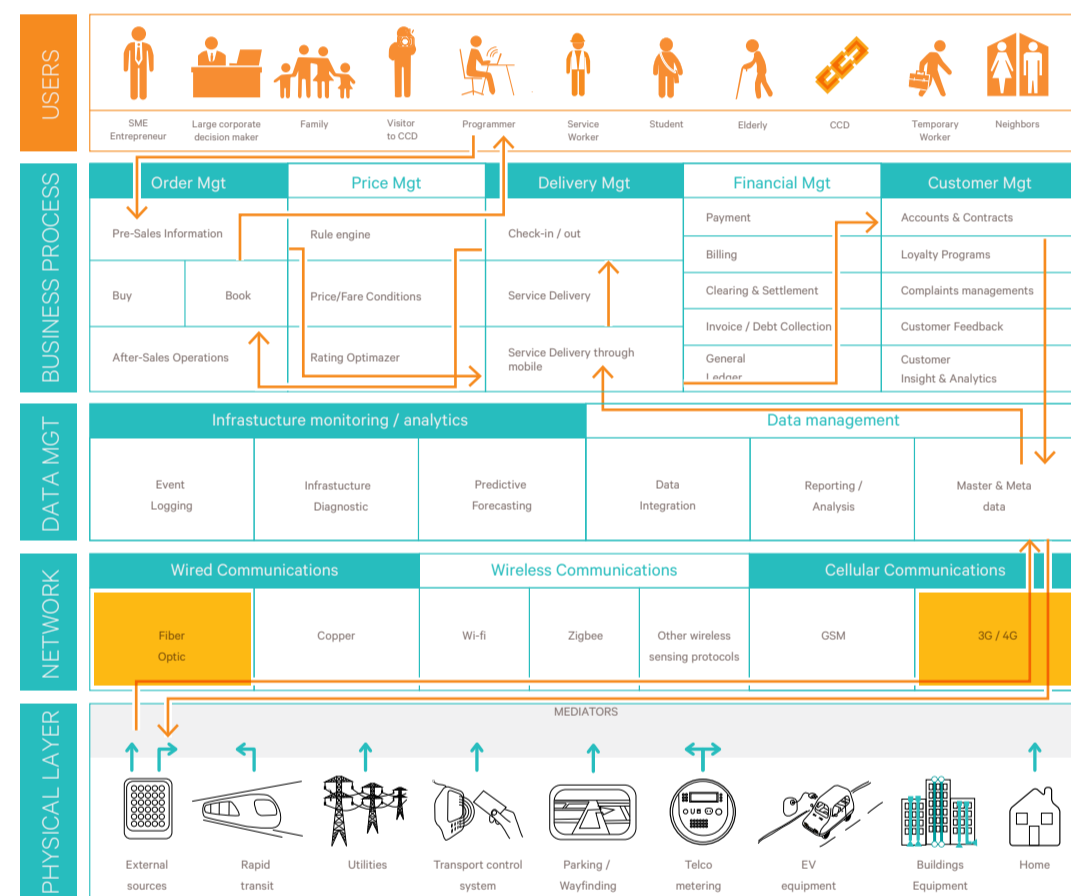 USERS
SME
Entrepreneur
Large corporate
decision maker
Family
Visitor
to CCD
Programmer
Service
Worker
Student
Elderly
CCD
Temporary
Worker
Neighbors
BUSINESS PROCESS
Order Mgt
Price Mgt
Delivery Mgt
Financial Mgt
Customer Mgt
Pre-Sales Information
Buy
Book
After-Sales Operations
Rule engine
Price/Fare Conditions
Rating Optimazer
Check-in / out
Service Delivery
Service Delivery through
mobile
Payment
Billing
Clearing & Settlement
Invoice / Debt Collection
General
Ledger
Accounts & Contracts
Loyalty Programs
Complaints managements
Customer Feedback
Customer
Insight & Analytics
DATA MGT
Infrastucture monitoring / analytics
Data management
Event
Logging
Infrastucture
Diagnostic
Predictive
Forecasting
Data
Integration
Reporting /
Analysis
Master & Meta
data
NETWORK
Wired Communications
Wireless Communications
Cellular Communications
Fiber
Optic
Copper
Wi-fi
Zigbee
Other wireless
sensing protocols
GSM
3G / 4G
PHYSICAL LAYER
MEDIATORS
External
sources
Rapid
transit
Utilities
Transport control
system
Parking /
Wayfinding
Telco
metering
EV
equipment
Buildings
Equipment
Home